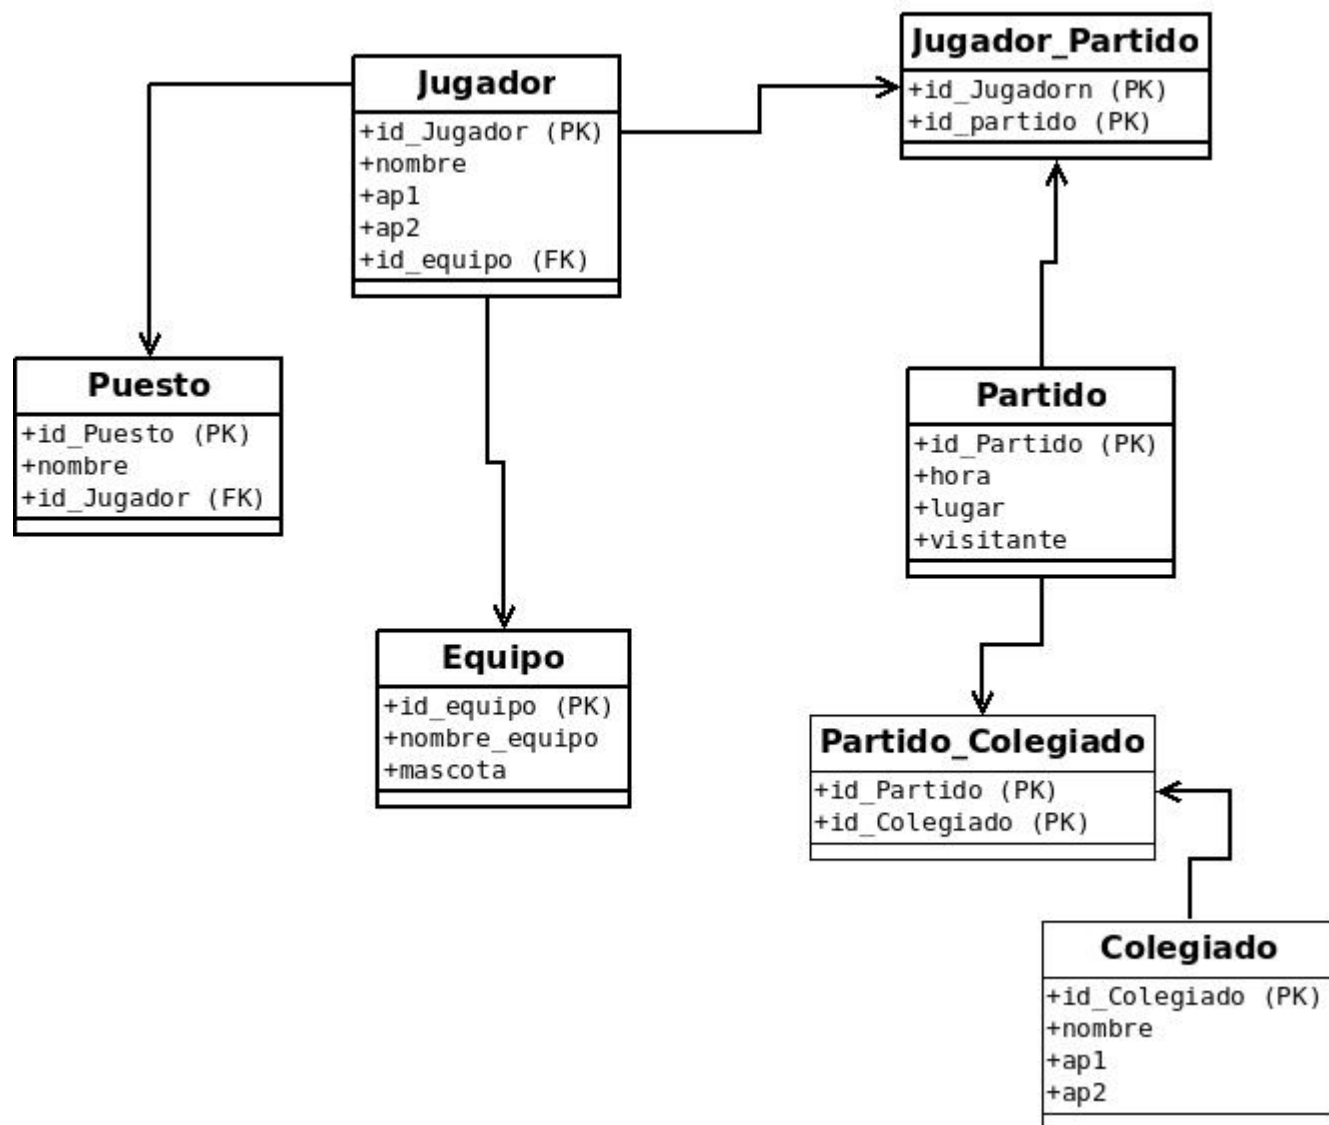 Jugador
+id_Jugador (PK)
+nombre
+ap1
+ap2
+id_equipo (FK)
Jugador_Partido
+id_Jugadorn (PK)
+id_partido (PK)
Puesto
+id_Puesto (PK)
+nombre
+id_Jugador (FK)
Partido
+id_Partido (PK)
+hora
+lugar
+visitante
Equipo
+id_equipo (PK)
+nombre_equipo
+mascota
Partido_Colegiado
+id_Partido (PK)
+id_Colegiado (PK)
Colegiado
+id_Colegiado (PK)
+nombre
+ap1
+ap2